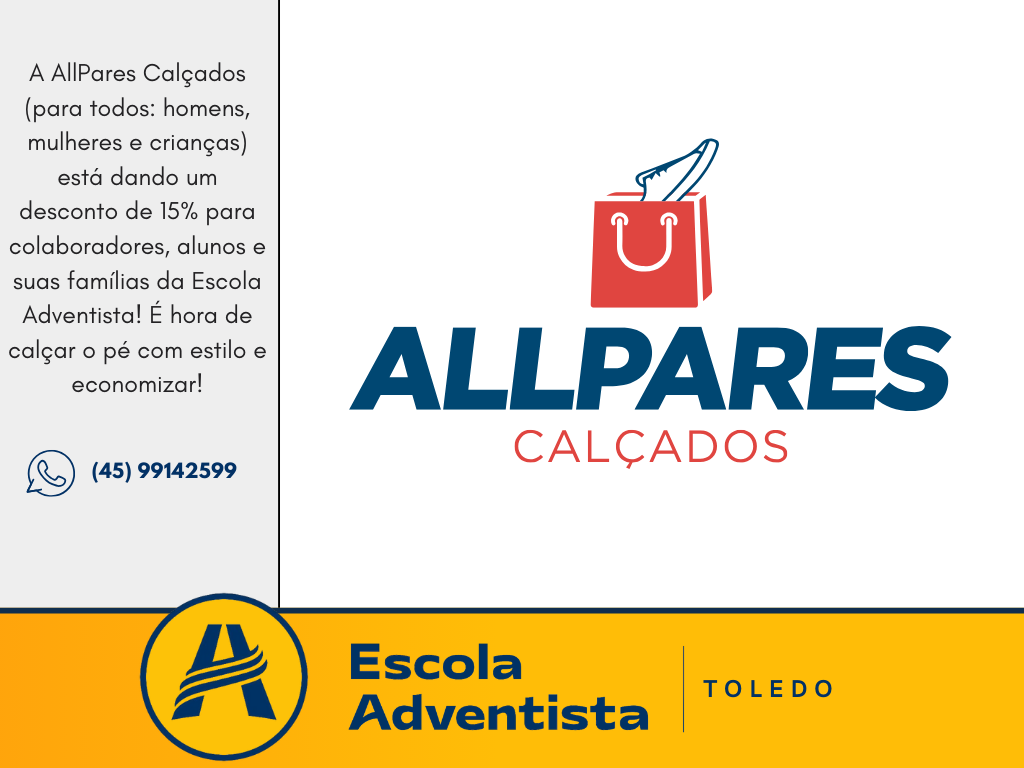 A AllPares Calçados
(para todos: homens,
mulheres e crianças)
está dando um
desconto de 15% para
colaboradores, alunos e
suas famílias da Escola
Adventista! É hora de
calçar o pé com estilo e
economizar!
(45) 99142599
ALLPARES
CALÇADOS
Escola
Adventista
TOLEDO